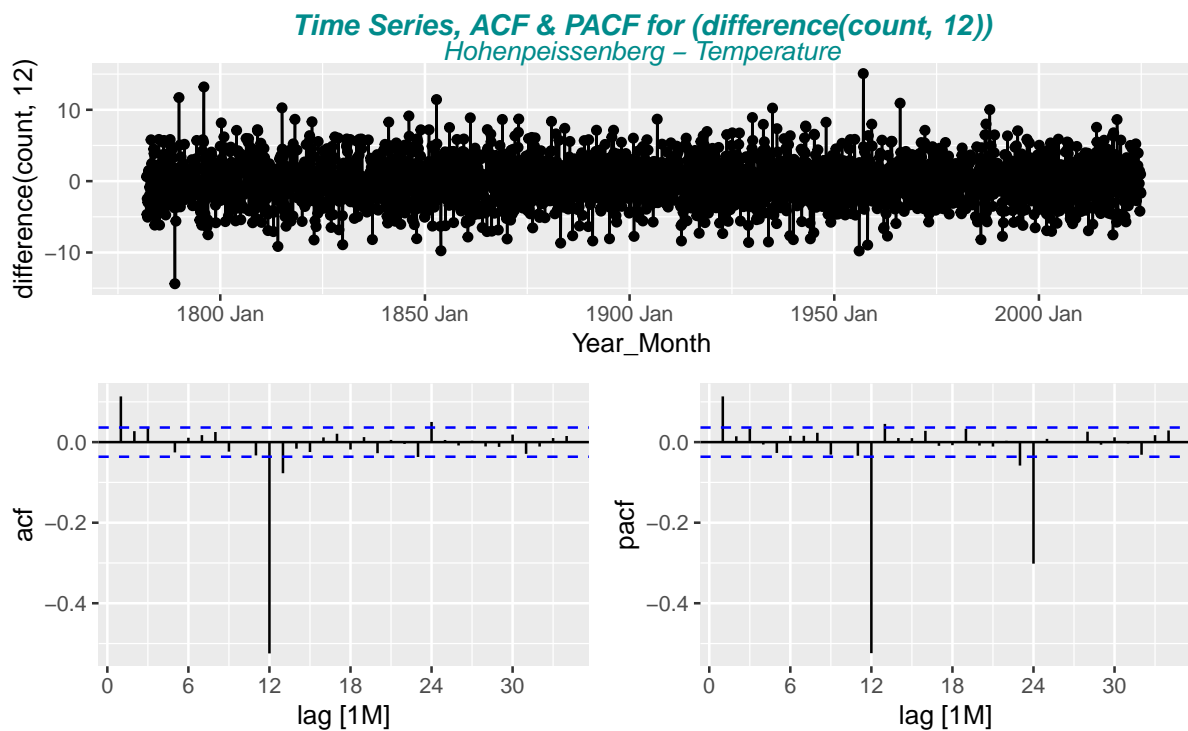 Time Series, ACF & PACF for (difference(count, 12))
Hohenpeissenberg − Temperature
difference(count, 12)
10
0
−10
1800 Jan
1850 Jan
1900 Jan
1950 Jan
2000 Jan
Year_Month
acf
0.0
−0.2
−0.4
0
6
12
18
24
30
lag [1M]
pacf
0.0
−0.2
−0.4
0
6
12
18
24
30
lag [1M]